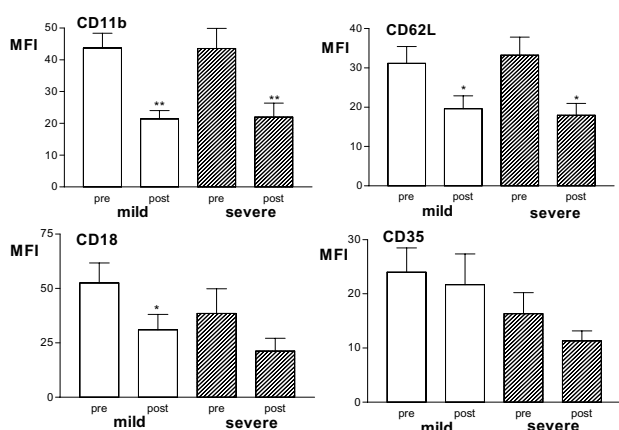 CD11b
MFI
50
40
30
20
10
0
**
**
pre
post
pre
post
mild
severe
CD62L
MFI
40
30
20
10
0
*
*
pre
post
pre
post
mild
severe
CD18
MFI
75
50
25
0
*
pre
post
pre
post
mild
severe
CD35
MFI
30
20
10
0
pre
post
pre
post
mild
severe